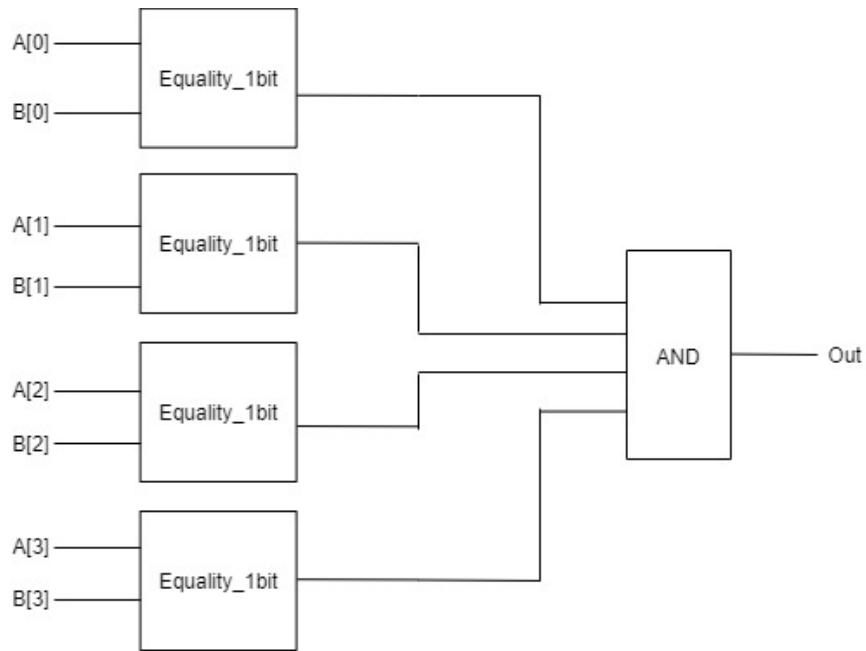 A[0]
Equality_1bit
B[0]
A[1]
Equality_1bit
B[1]
A[2]
Equality_1bit
B[2]
A[3]
Equality_1bit
B[3]
AND
Out